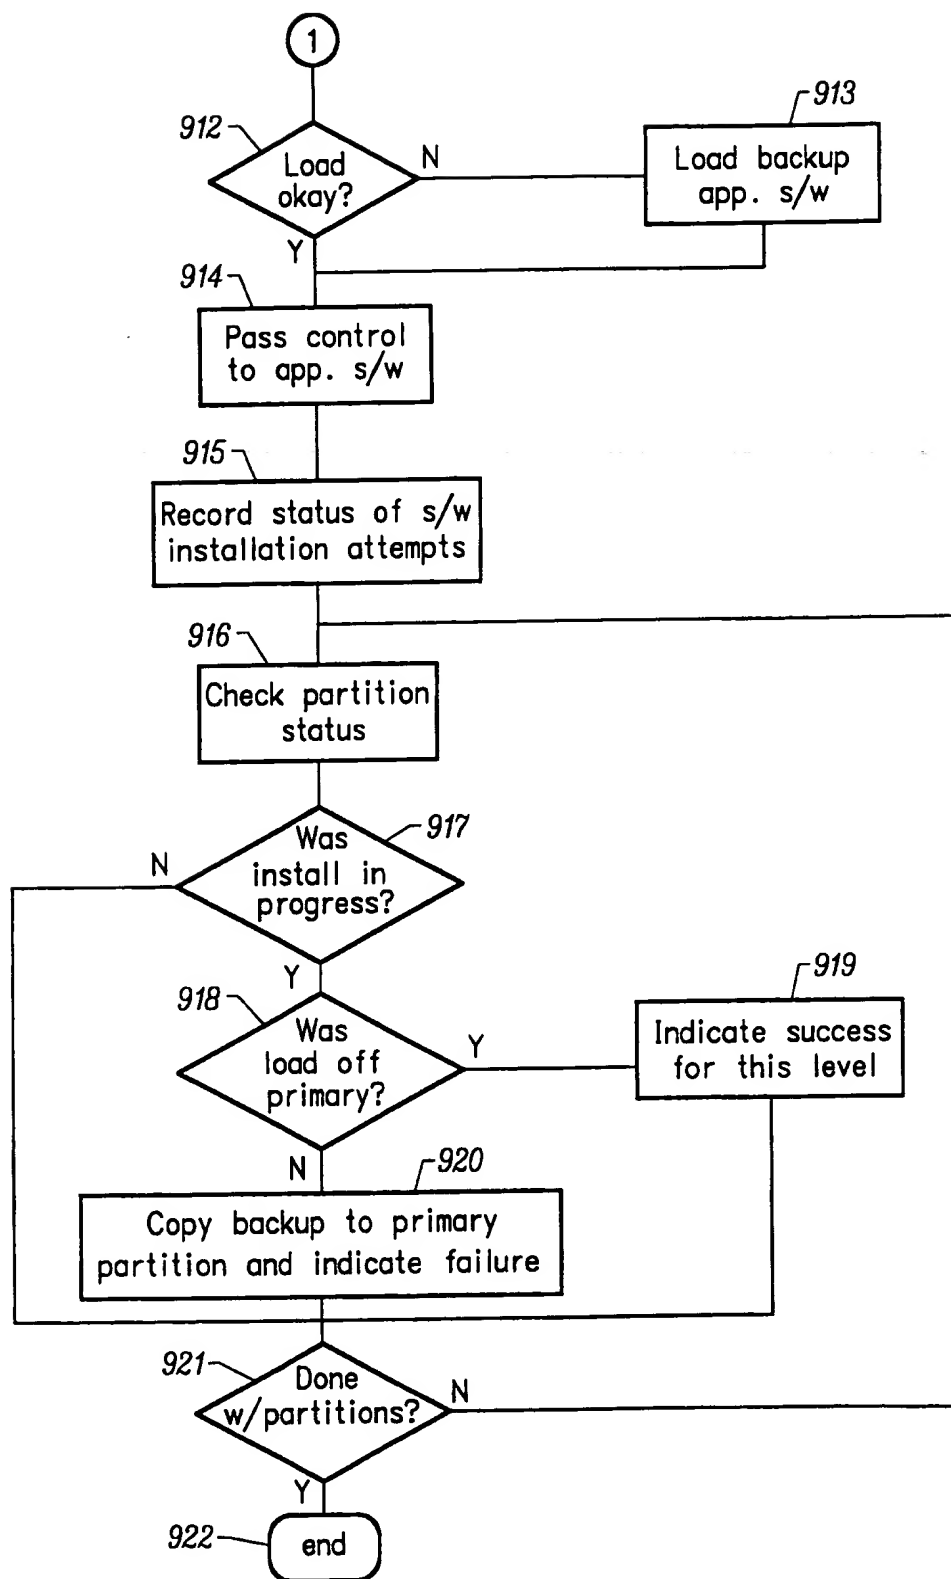 1
912
Load
okay?
N
Y
913
Load backup
app. s/w
914
Pass control
to app. s/w
915
Record status of s/w
installation attempts
916
Check partition
status
917
Was
install in
progress?
N
Y
918
Was
load off
primary?
Y
N
919
Indicate success
for this level
920
Copy backup to primary
partition and indicate failure
921
Done
w/partitions?
N
Y
922
end